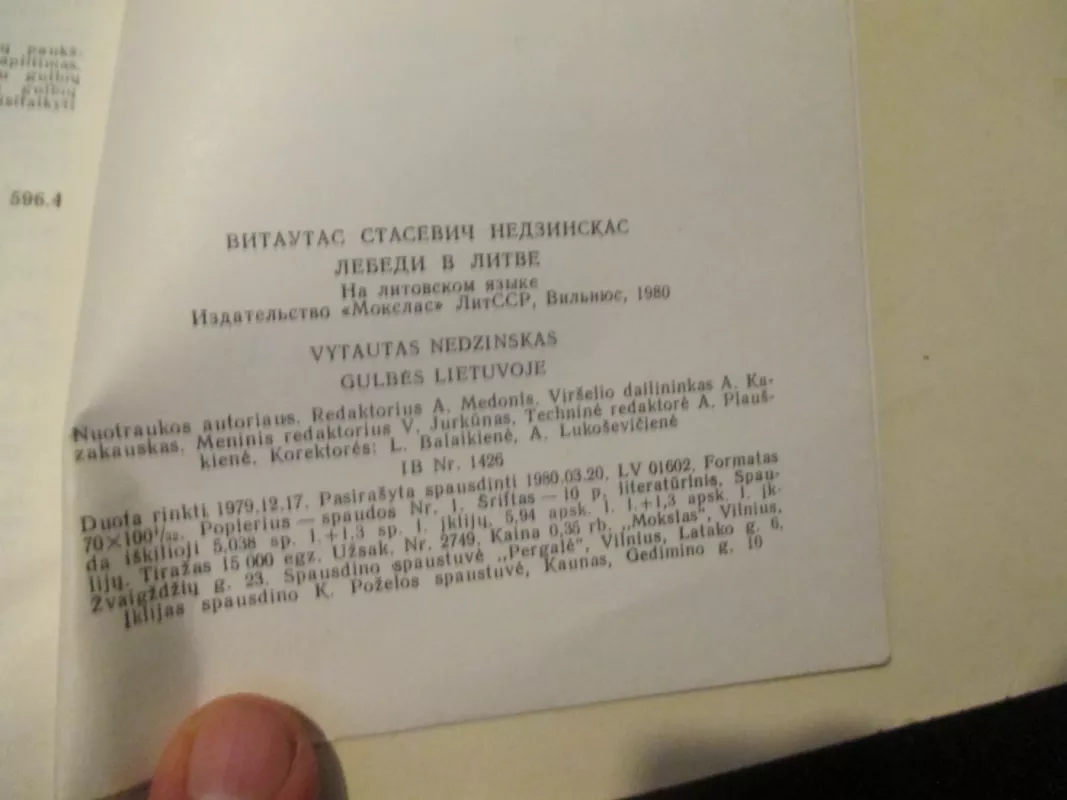 pauks-
apiltimas.
gulbių
gulbių
596.4
ВИТАУТАС СТАСЕВИЧ НЕДЗИНСКАС
ЛЕБЕДИ В ЛИТВЕ
На литовском языке
Издательство «Мокслас» ЛитССР, Вильнюс, 1980
VYTAUTAS NEDZINSKAS
GULBĖS LIETUVOJE
Nuotraukos autoriaus. Redaktorius A. Medonis. Viršelio dailininkas A. Ka-
zakauskas. Meninis redaktorius V. Jurkūnas. Techninė redaktorė A. Plauš-
kienė. Korektorės: L. Balaikienė, A. Lukoševičienė
IB Nr. 1426
Duota rinkti 1979.12.17. Pasirašyta spausdinti 1980.03.20. LV 01602. Formatas
70×100¹/₃₂. Popierius — spaudos Nr. 1. Šriftas — 10 p. literatūrinis. Spau-
da iškilioji 5,038 sp. l.+1,3 sp. l. įklijų. 5,94 apsk. l. l.+1,3 apsk. l. įk-
lijų. Tiražas 15 000 egz. Užsak. Nr. 2749. Kaina 0,35 rb. „Mokslas", Vilnius,
Žvaigždžių g. 23. Spausdino spaustuvė „Pergalė", Vilnius, Latako g. 6.
Įklijas spausdino K. Poželos spaustuvė, Kaunas, Gedimino g. 10